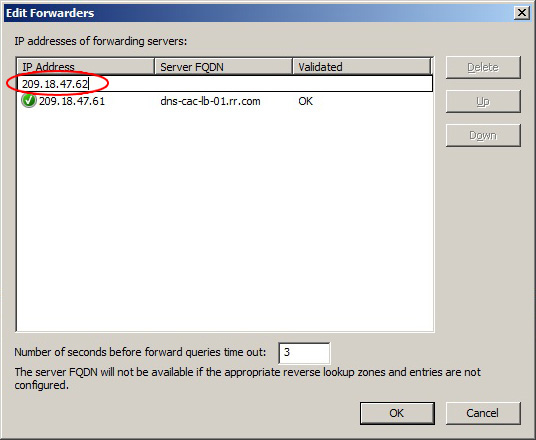 Edit Forwarders
IP addresses of forwarding servers:
IP Address Server FQDN Validated
209.18.47.62
209.18.47.61 dns-cac-lb-01.rr.com OK
Delete
Up
Down
Number of seconds before forward queries time out: 3
The server FQDN will not be available if the appropriate reverse lookup zones and entries are not
configured.
OK Cancel